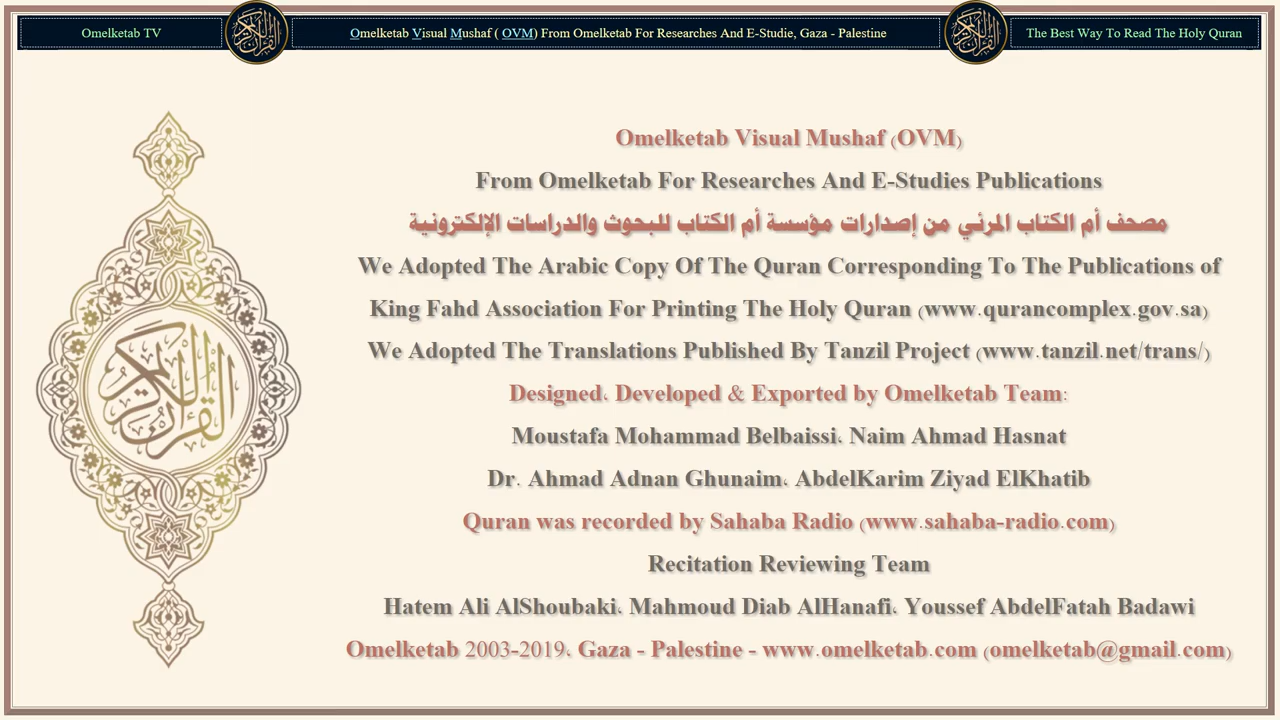 Omelketab TV
Omelketab Visual Mushaf ( OVM) From Omelketab For Researches And E-Studie, Gaza - Palestine
The Best Way To Read The Holy Quran
القرآن الكريم
Omelketab Visual Mushaf (OVM)
From Omelketab For Researches And E-Studies Publications
مصحف أم الكتاب المرئي من إصدارات مؤسسة أم الكتاب للبحوث والدراسات الإلكترونية
We Adopted The Arabic Copy Of The Quran Corresponding To The Publications of
King Fahd Association For Printing The Holy Quran (www.qurancomplex.gov.sa)
We Adopted The Translations Published By Tanzil Project (www.tanzil.net/trans/)
Designed، Developed & Exported by Omelketab Team:
Moustafa Mohammad Belbaissi، Naim Ahmad Hasnat
Dr. Ahmad Adnan Ghunaim، AbdelKarim Ziyad ElKhatib
Quran was recorded by Sahaba Radio (www.sahaba-radio.com)
Recitation Reviewing Team
Hatem Ali AlShoubaki، Mahmoud Diab AlHanafi، Youssef AbdelFatah Badawi
Omelketab 2003-2019، Gaza - Palestine - www.omelketab.com (omelketab@gmail.com)